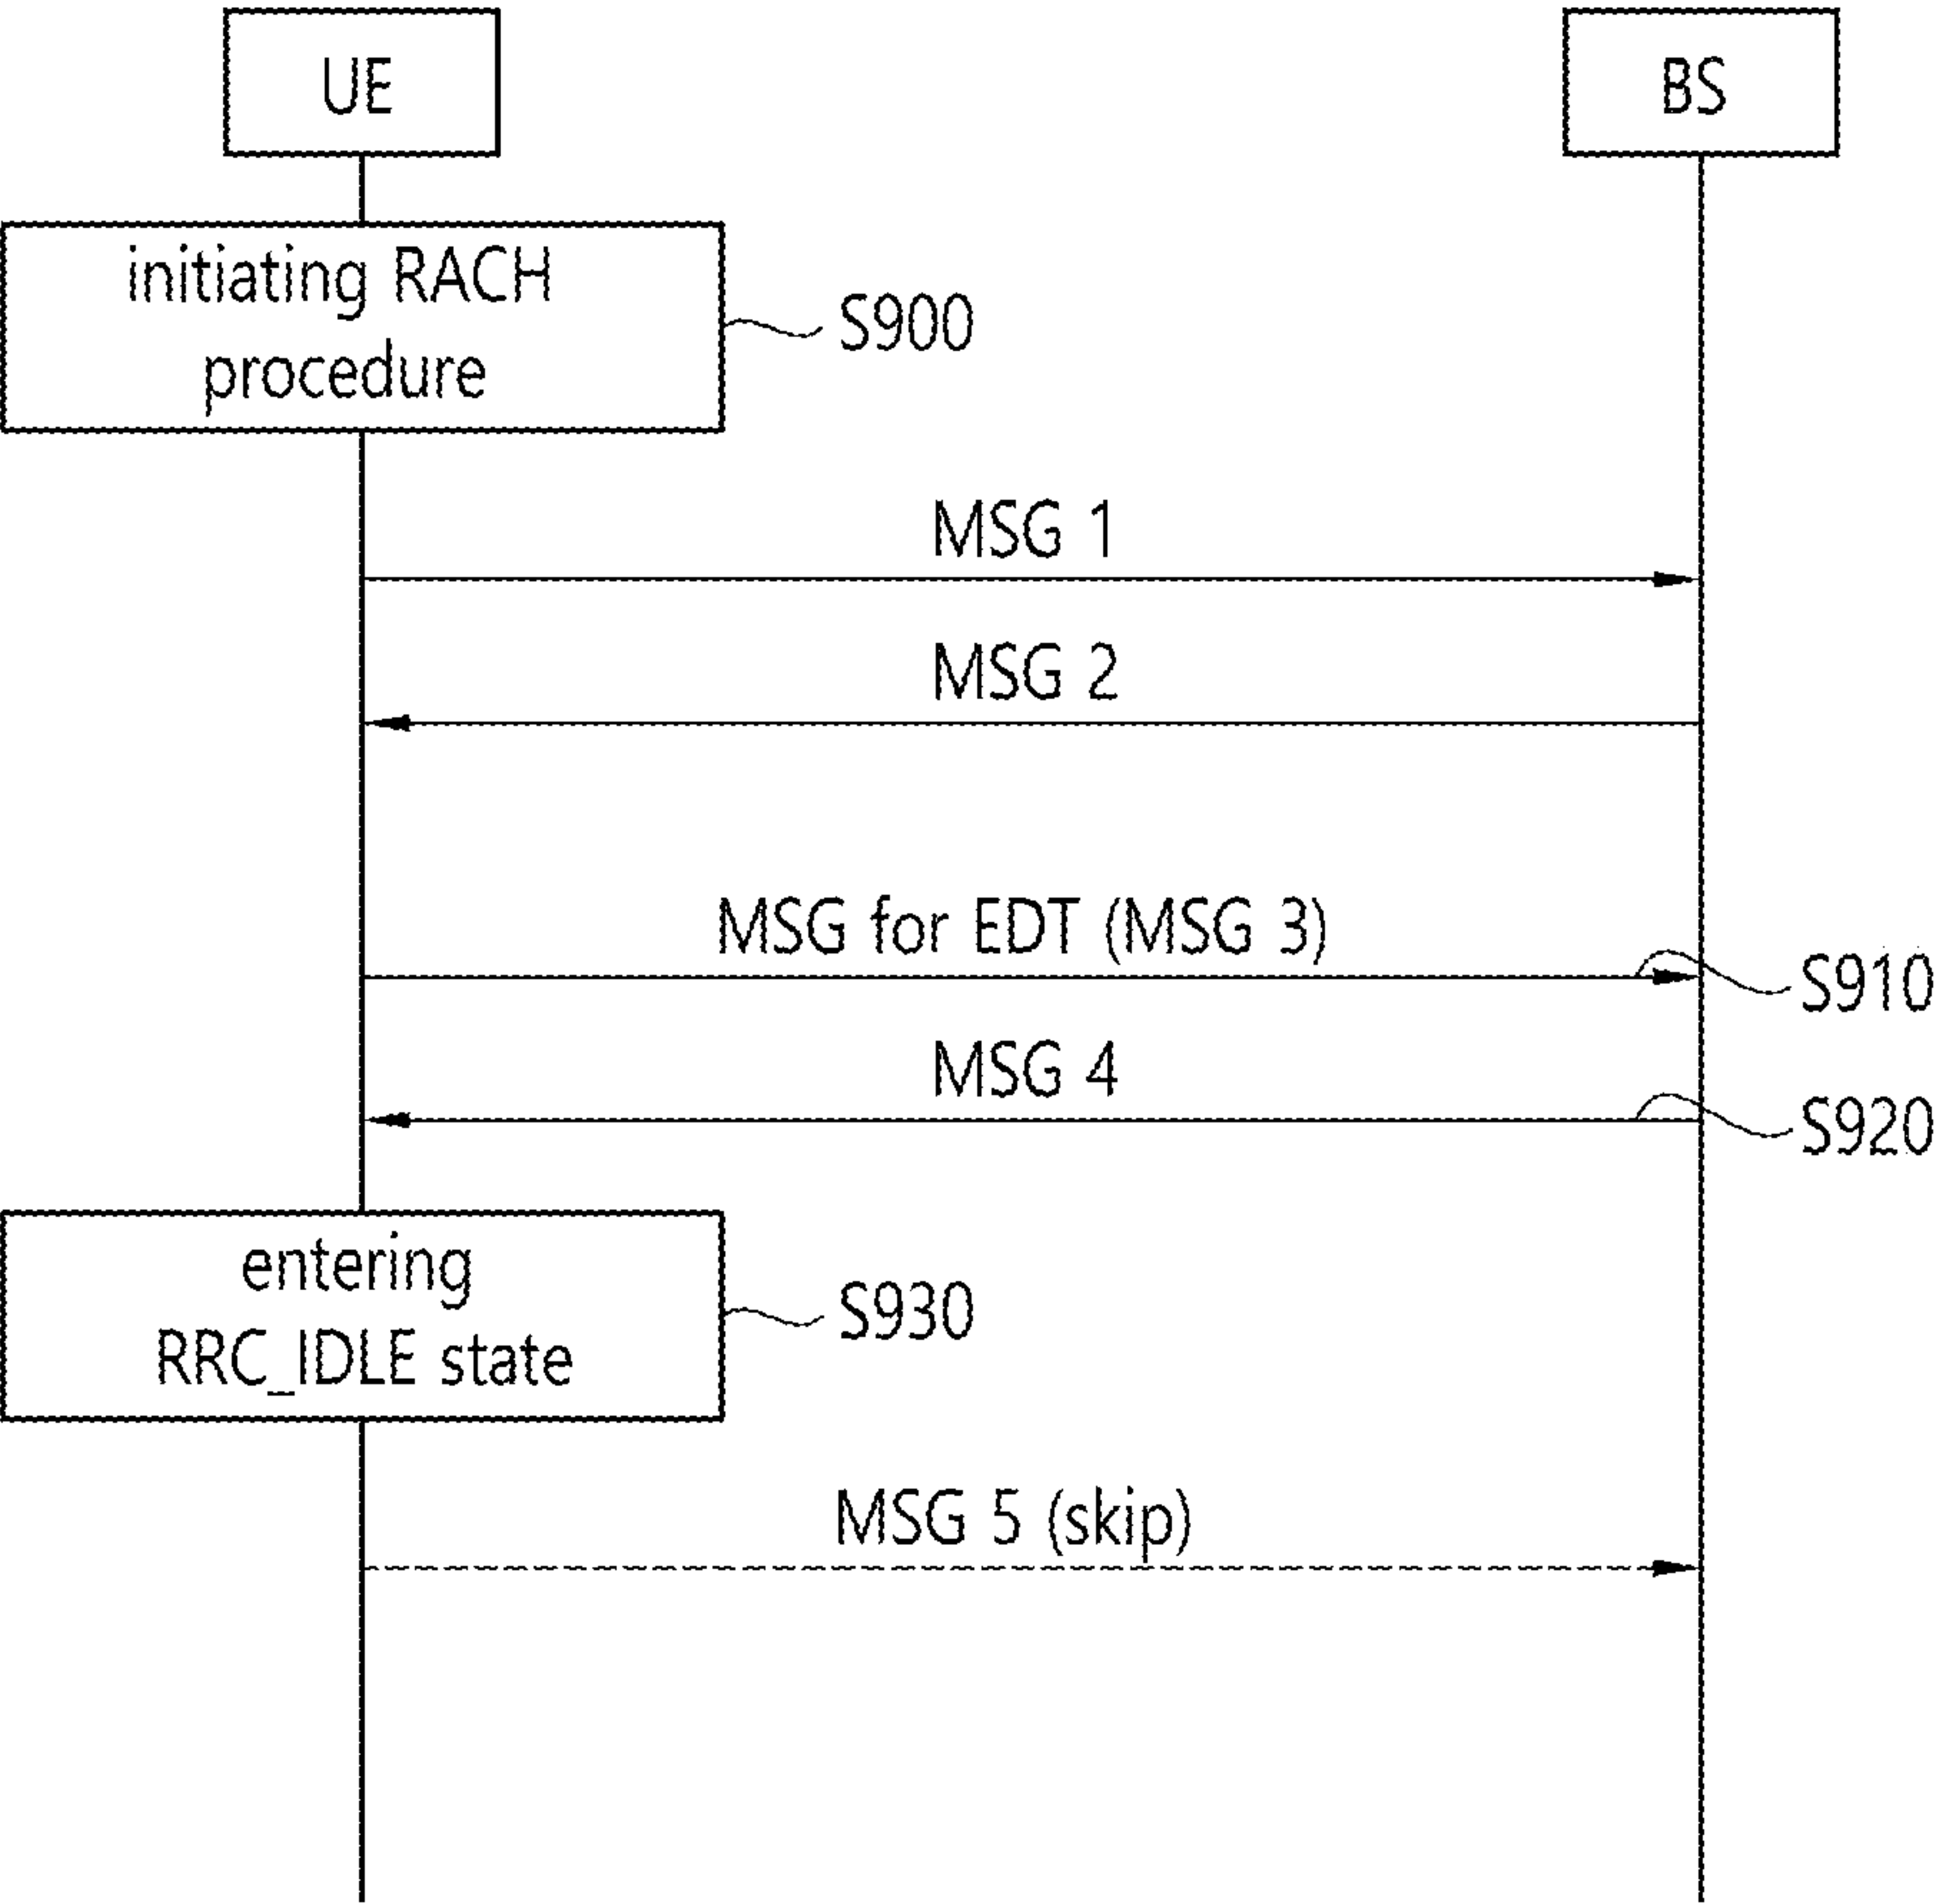 UE
BS
initiating RACH
procedure
S900
MSG 1
MSG 2
MSG for EDT (MSG 3)
S910
MSG 4
S920
entering
RRC_IDLE state
S930
MSG 5 (skip)